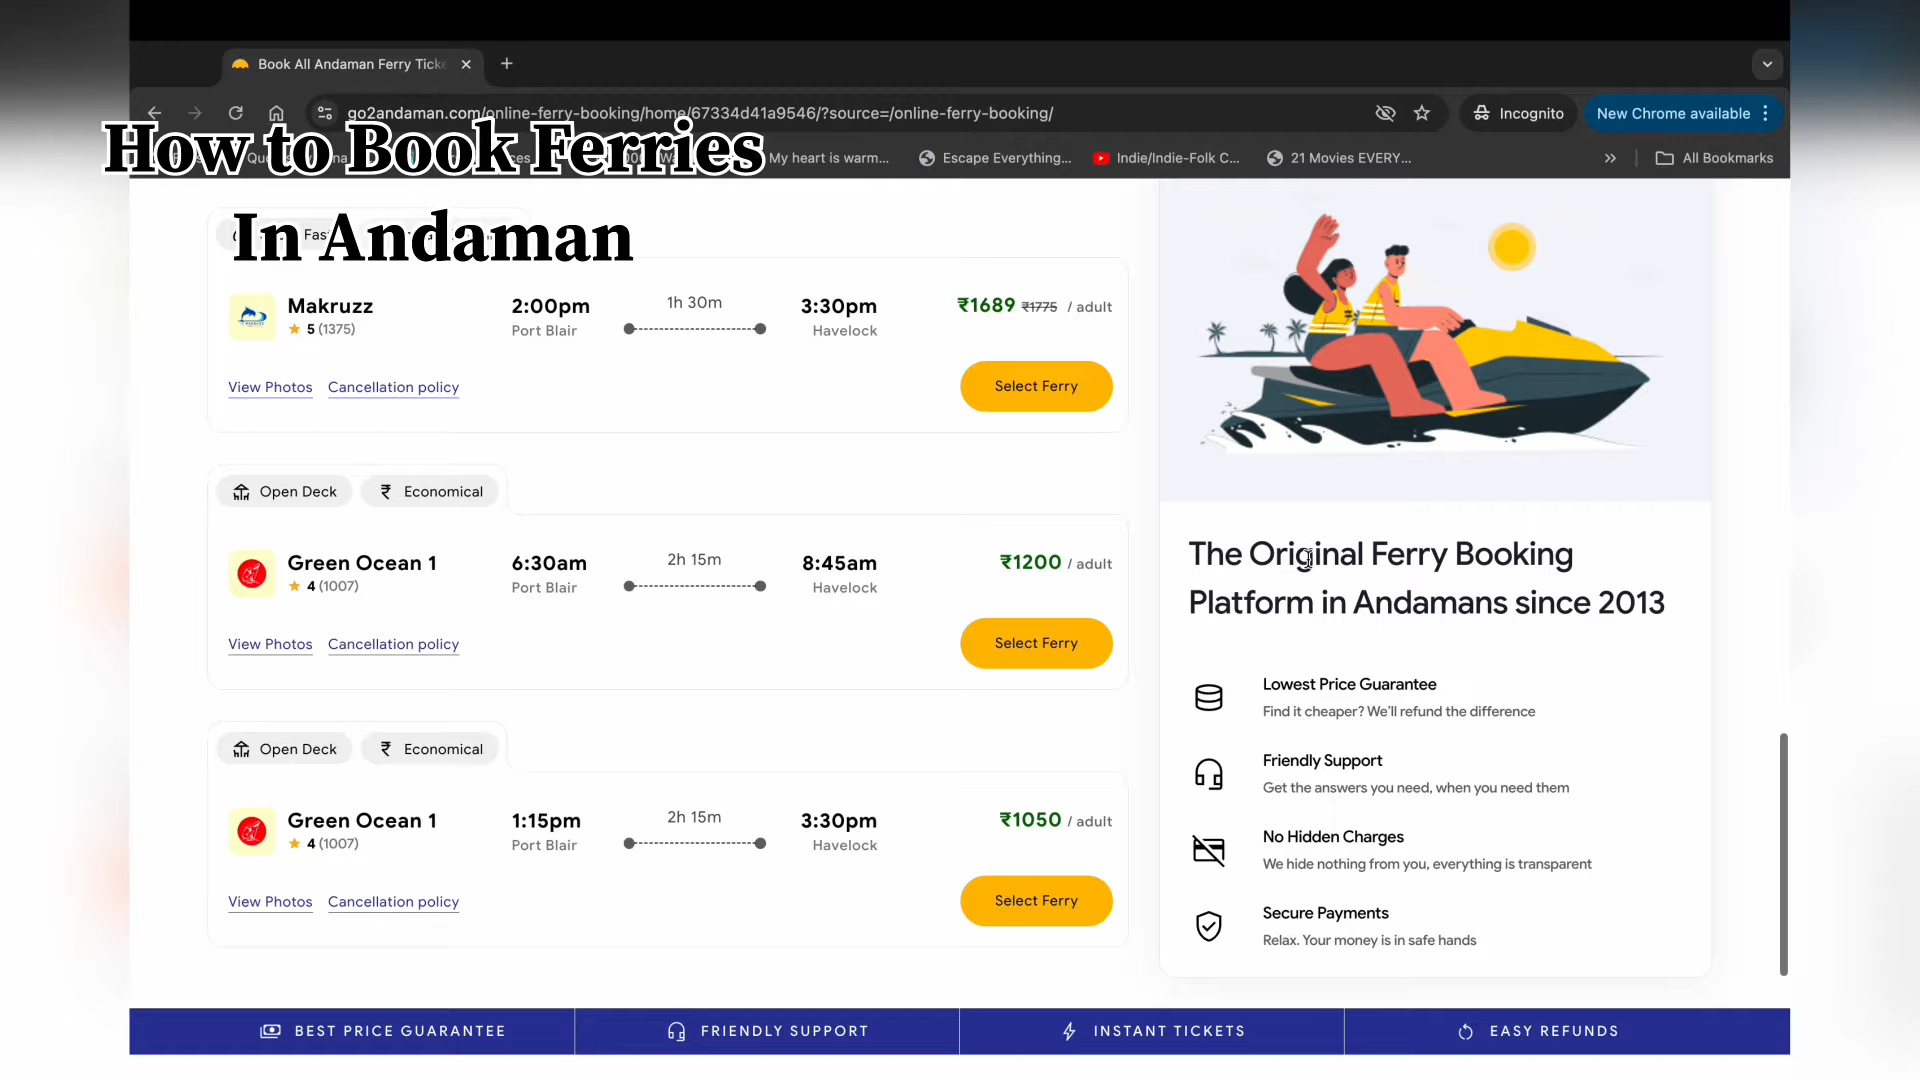 Book All Andaman Ferry Ticke
go2andaman.com/online-ferry-booking/home/67334d41a9546/?source=/online-ferry-booking/
Incognito
New Chrome available
My heart is warm...
Escape Everything...
Indie/Indie-Folk C...
21 Movies EVERY...
All Bookmarks
How to Book Ferries
In Andaman
Makruzz
5 (1375)
2:00pm
Port Blair
1h 30m
3:30pm
Havelock
₹1689 ₹1775 / adult
View Photos
Cancellation policy
Select Ferry
Open Deck
₹ Economical
Green Ocean 1
4 (1007)
6:30am
Port Blair
2h 15m
8:45am
Havelock
₹1200 / adult
View Photos
Cancellation policy
Select Ferry
Open Deck
₹ Economical
Green Ocean 1
4 (1007)
1:15pm
Port Blair
2h 15m
3:30pm
Havelock
₹1050 / adult
View Photos
Cancellation policy
Select Ferry
The Original Ferry Booking
Platform in Andamans since 2013
Lowest Price Guarantee
Find it cheaper? We'll refund the difference
Friendly Support
Get the answers you need, when you need them
No Hidden Charges
We hide nothing from you, everything is transparent
Secure Payments
Relax. Your money is in safe hands
BEST PRICE GUARANTEE
FRIENDLY SUPPORT
INSTANT TICKETS
EASY REFUNDS